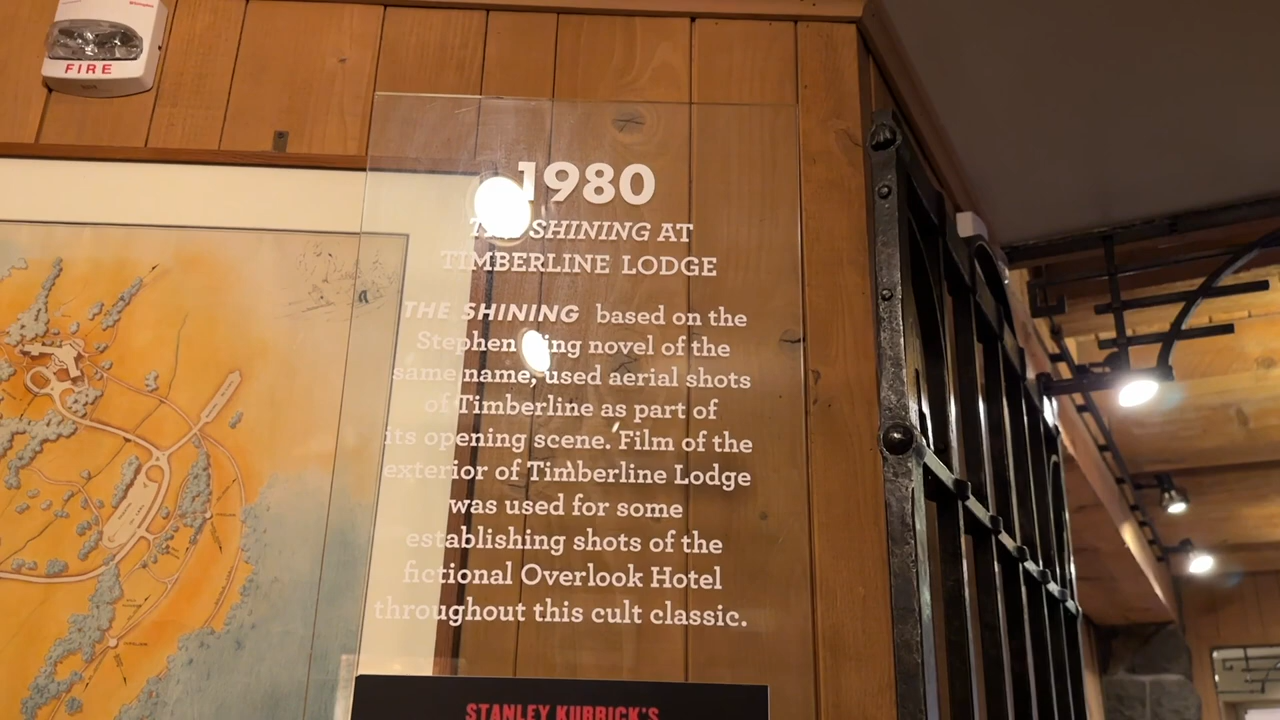 FIRE
1980
THE SHINING AT
TIMBERLINE LODGE
THE SHINING based on the
Stephen King novel of the
same name, used aerial shots
of Timberline as part of
its opening scene. Film of the
exterior of Timberline Lodge
was used for some
establishing shots of the
fictional Overlook Hotel
throughout this cult classic.
STANLEY KUBRICK'S